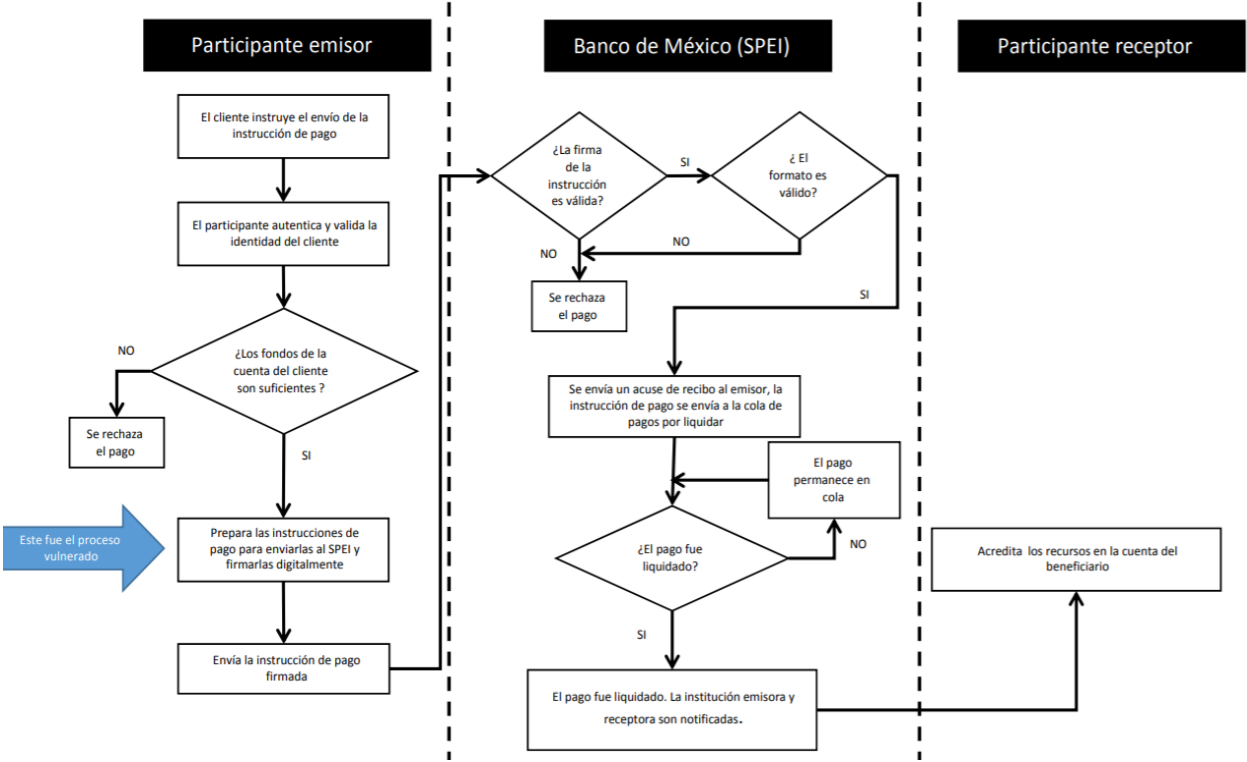 Participante emisor
Banco de México (SPEI)
Participante receptor
El cliente instruye el envío de la
instrucción de pago
El participante autentica y valida la
identidad del cliente
¿Los fondos de la
cuenta del cliente
son suficientes ?
NO
Se rechaza
el pago
SI
Este fue el proceso
vulnerado
Prepara las instrucciones de
pago para enviarlas al SPEI y
firmarlas digitalmente
Envía la instrucción de pago
firmada
¿La firma
de la
instrucción
es válida?
SI
¿ El
formato es
válido?
NO
NO
Se rechaza
el pago
SI
Se envía un acuse de recibo al emisor, la
instrucción de pago se envía a la cola de
pagos por liquidar
El pago
permanece en
cola
¿El pago fue
liquidado?
NO
SI
El pago fue liquidado. La institución emisora y
receptora son notificadas.
Acredita los recursos en la cuenta del
beneficiario